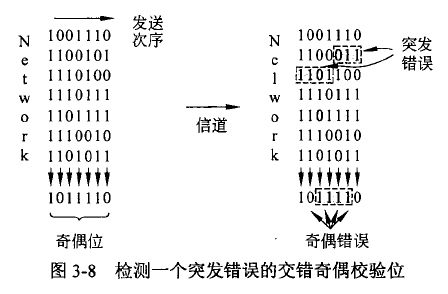 发送
次序
N 1001110
e 1100101
t 1110100
w 1110111
o 1101111
r 1110010
k 1101011
1011110
奇偶位
信道
N 1001110
c 1100011
l 1101100
w 1110111
o 1101111
r 1110010
k 1101011
1011110
突发
错误
奇偶错误
图 3-8 检测一个突发错误的交错奇偶校验位